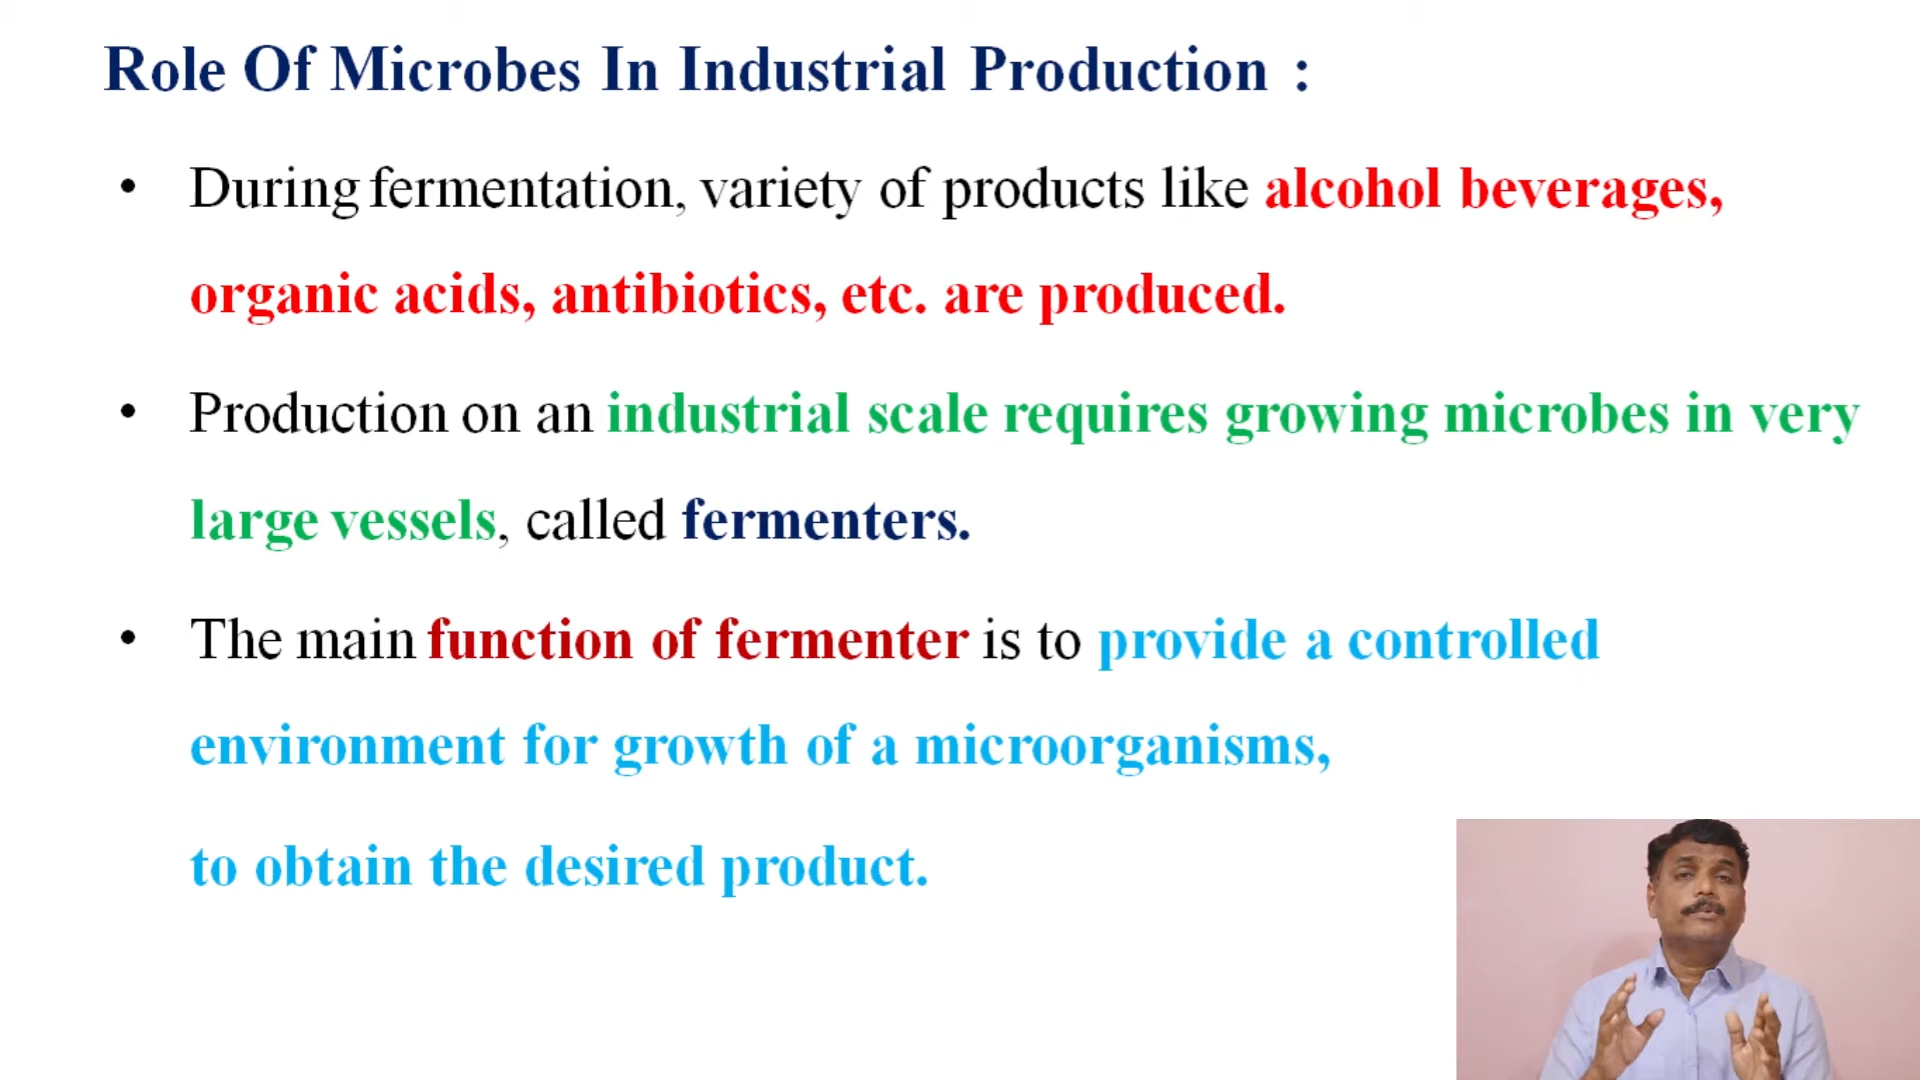 Role Of Microbes In Industrial Production :
• During fermentation, variety of products like alcohol beverages,
organic acids, antibiotics, etc. are produced.
• Production on an industrial scale requires growing microbes in very
large vessels, called fermenters.
• The main function of fermenter is to provide a controlled
environment for growth of a microorganisms,
to obtain the desired product.